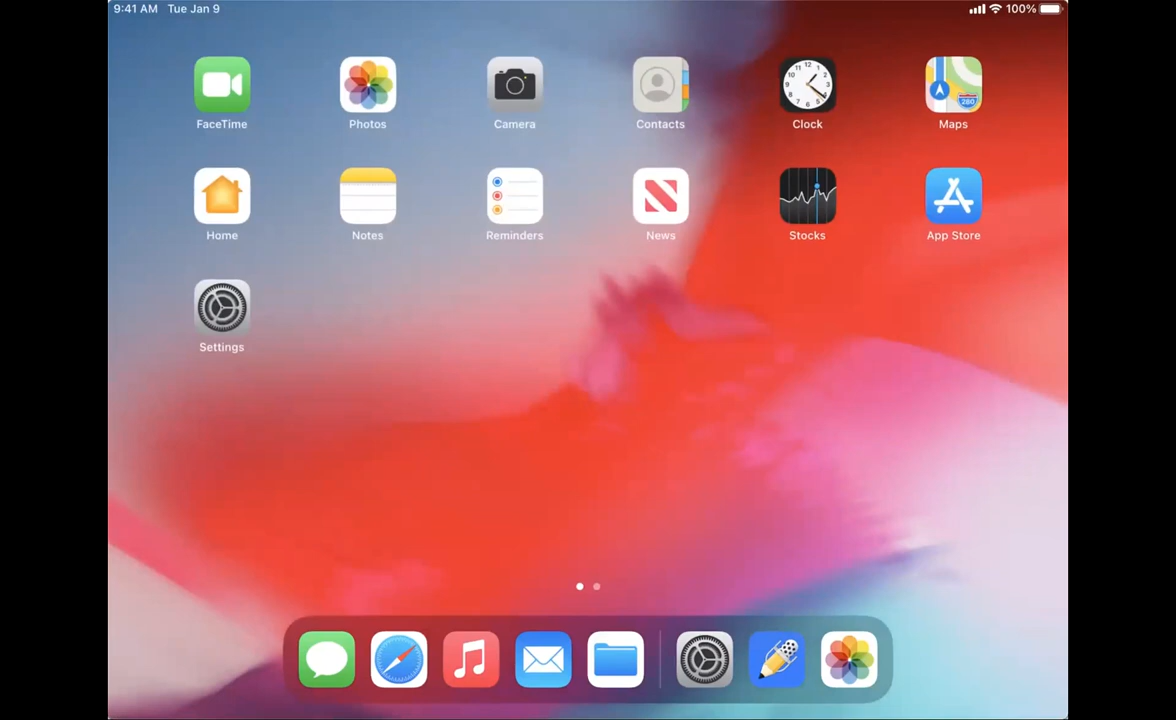 9:41 AM Tue Jan 9 100%
FaceTime Photos Camera Contacts Clock Maps
Home Notes Reminders News Stocks App Store
Settings